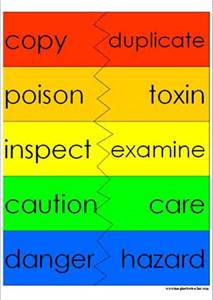 copy duplicate
poison toxin
inspect examine
caution care
danger hazard